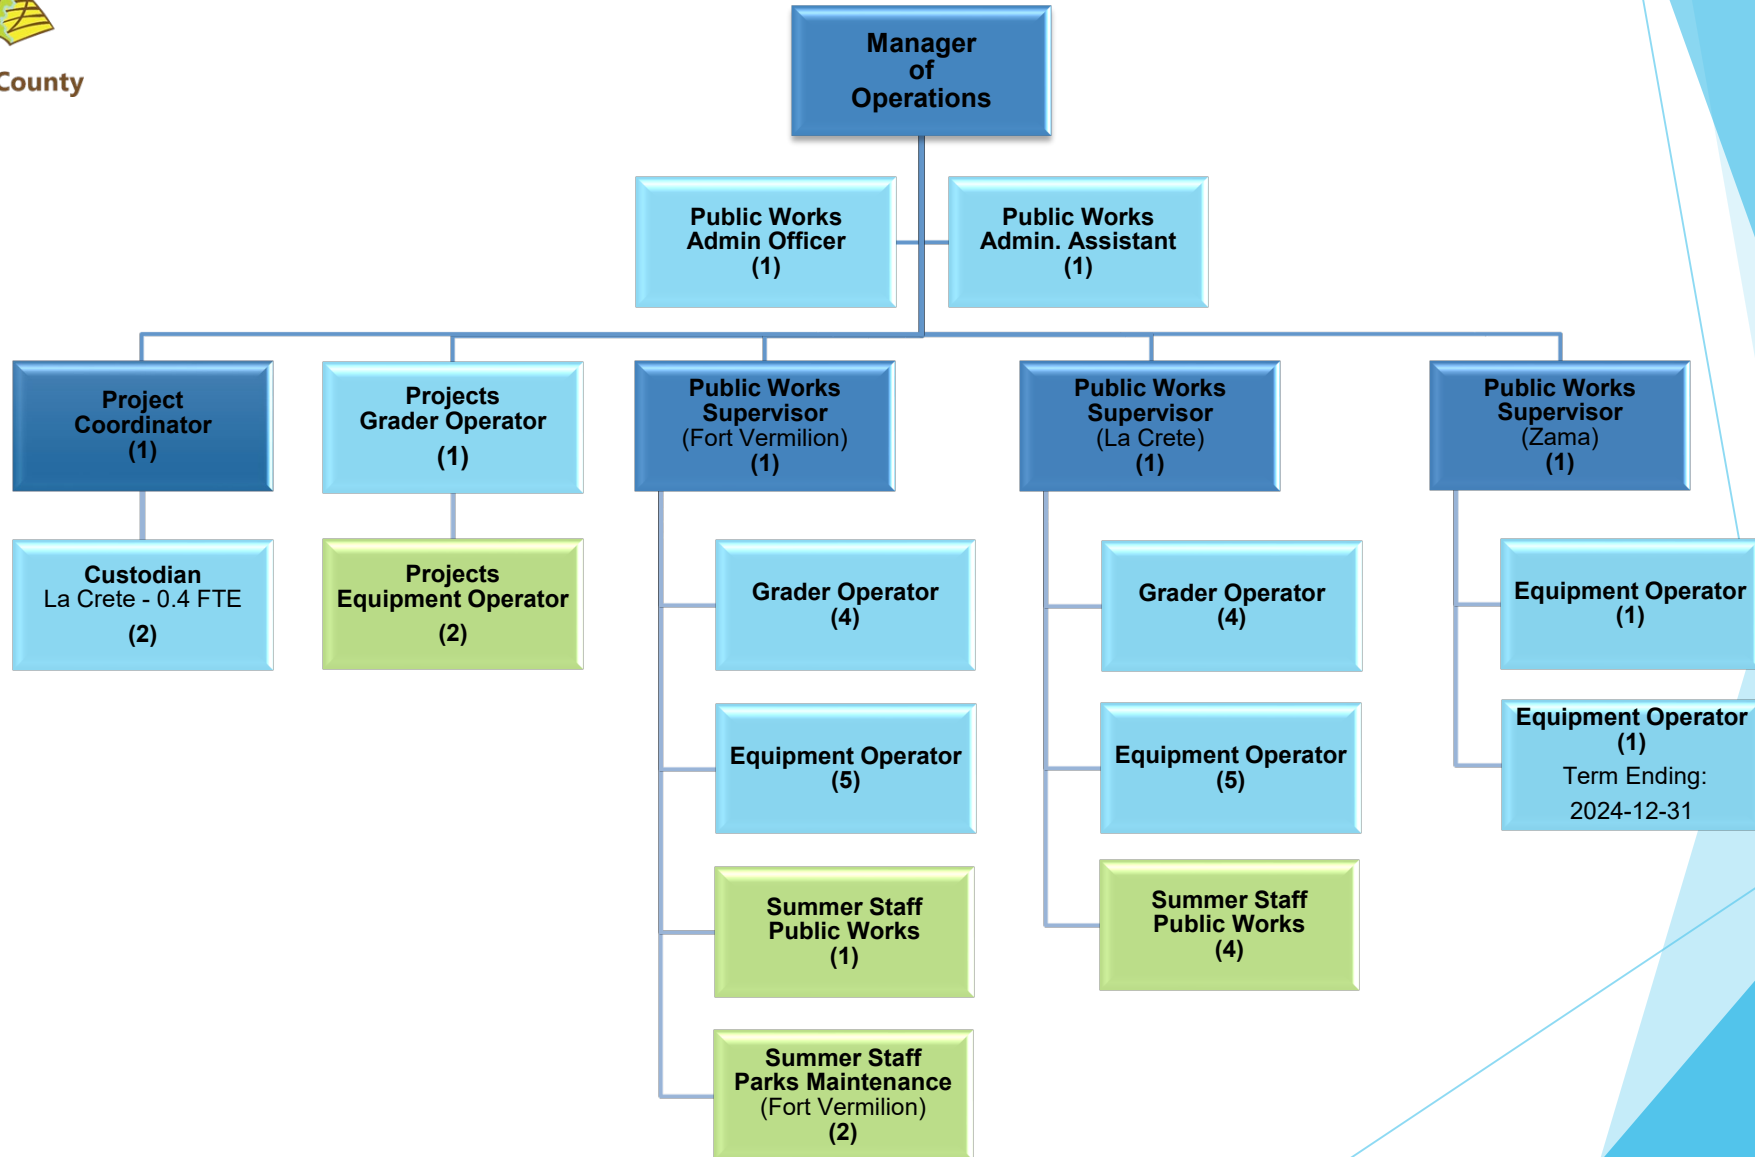 County
Manager
of
Operations
Public Works
Admin Officer
(1)
Public Works
Admin. Assistant
(1)
Project
Coordinator
(1)
Projects
Grader Operator
(1)
Public Works
Supervisor
(Fort Vermilion)
(1)
Public Works
Supervisor
(La Crete)
(1)
Public Works
Supervisor
(Zama)
(1)
Custodian
La Crete - 0.4 FTE
(2)
Projects
Equipment Operator
(2)
Grader Operator
(4)
Equipment Operator
(5)
Summer Staff
Public Works
(1)
Summer Staff
Parks Maintenance
(Fort Vermilion)
(2)
Grader Operator
(4)
Equipment Operator
(5)
Summer Staff
Public Works
(4)
Equipment Operator
(1)
Equipment Operator
(1)
Term Ending:
2024-12-31